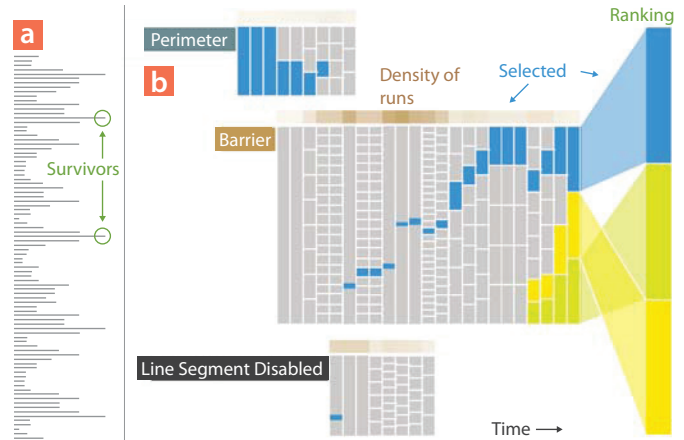 a
Survivors
b
Perimeter
Density of
runs
Selected
Ranking
Barrier
Line Segment Disabled
Time